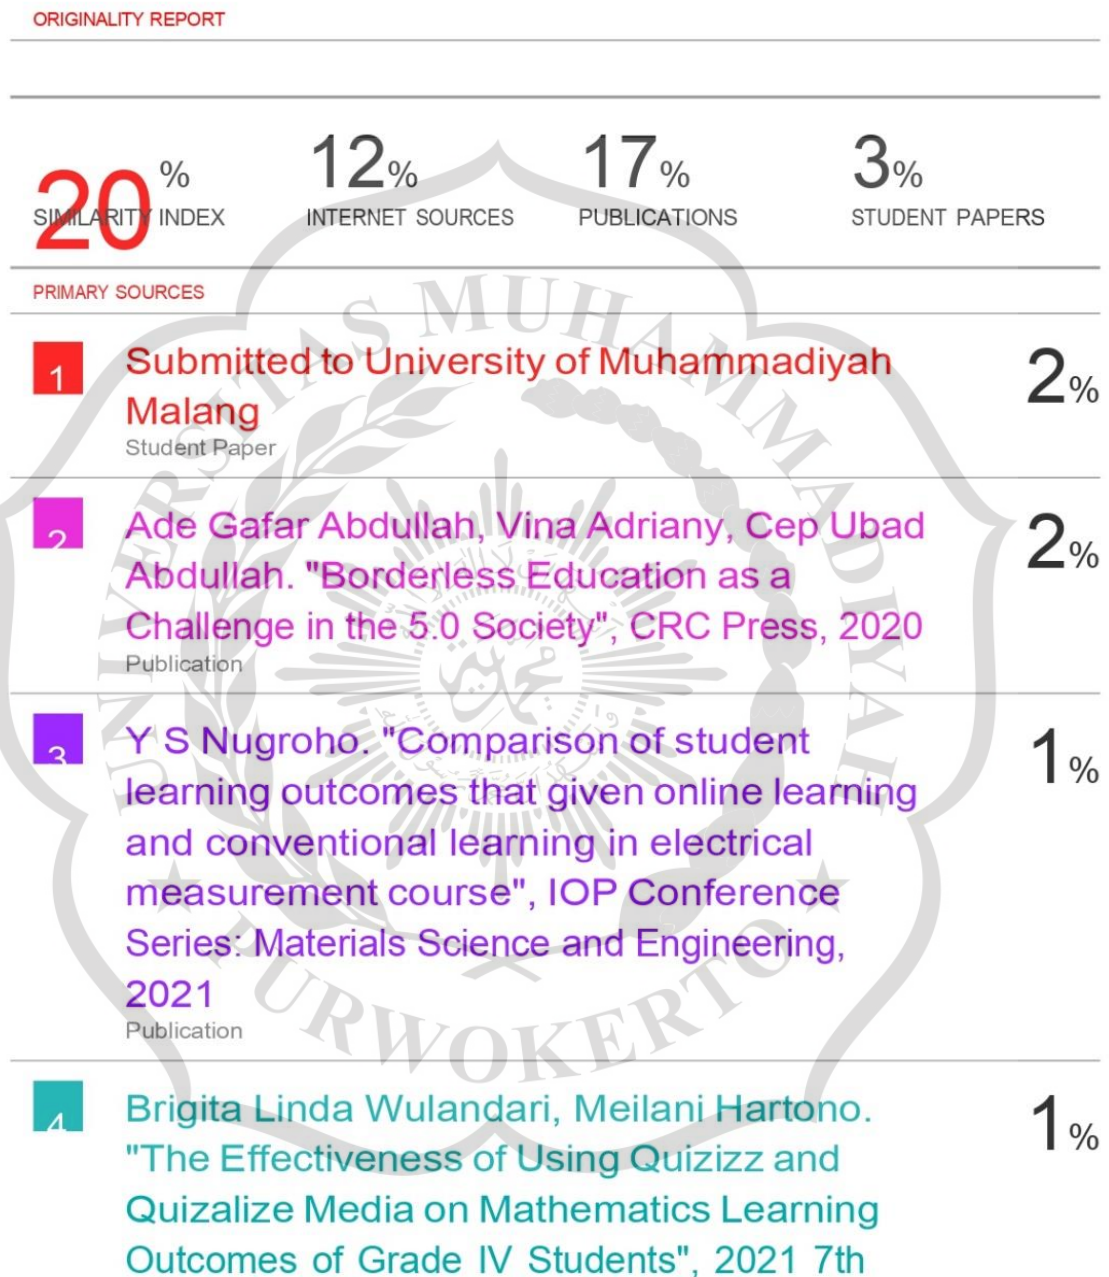 ORIGINALITY REPORT
20%
SIMILARITY INDEX
12%
INTERNET SOURCES
17%
PUBLICATIONS
3%
STUDENT PAPERS
PRIMARY SOURCES
1
Submitted to University of Muhammadiyah
Malang
Student Paper
2%
2
Ade Gafar Abdullah, Vina Adriany, Cep Ubad
Abdullah. "Borderless Education as a
Challenge in the 5.0 Society", CRC Press, 2020
Publication
2%
3
Y S Nugroho. "Comparison of student
learning outcomes that given online learning
and conventional learning in electrical
measurement course", IOP Conference
Series: Materials Science and Engineering,
2021
Publication
1%
4
Brigita Linda Wulandari, Meilani Hartono.
"The Effectiveness of Using Quizizz and
Quizalize Media on Mathematics Learning
Outcomes of Grade IV Students", 2021 7th
1%
UNIVERSITAS MUHAMMADIYAH
PURWOKERTO